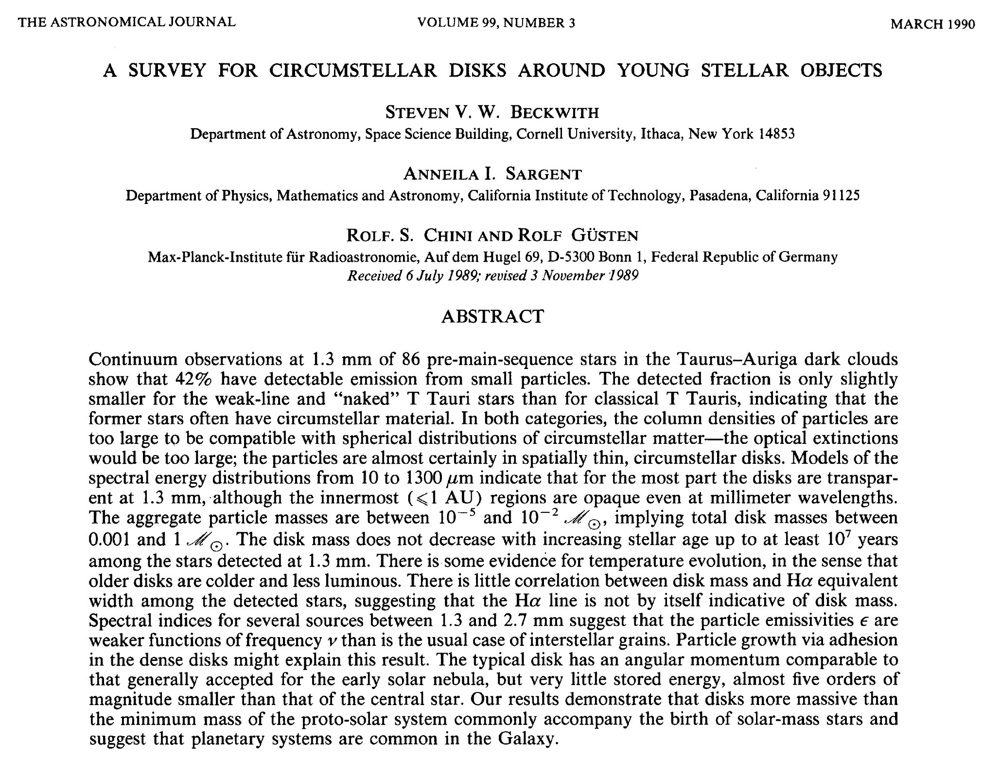 THE ASTRONOMICAL JOURNAL VOLUME 99, NUMBER 3 MARCH 1990
A SURVEY FOR CIRCUMSTELLAR DISKS AROUND YOUNG STELLAR OBJECTS
STEVEN V. W. BECKWITH
Department of Astronomy, Space Science Building, Cornell University, Ithaca, New York 14853
ANNEILA I. SARGENT
Department of Physics, Mathematics and Astronomy, California Institute of Technology, Pasadena, California 91125
ROLF. S. CHINI AND ROLF GÜSTEN
Max-Planck-Institute für Radioastronomie, Auf dem Hugel 69, D-5300 Bonn 1, Federal Republic of Germany
Received 6 July 1989; revised 3 November 1989
ABSTRACT
Continuum observations at 1.3 mm of 86 pre-main-sequence stars in the Taurus–Auriga dark clouds
show that 42% have detectable emission from small particles. The detected fraction is only slightly
smaller for the weak-line and “naked” T Tauri stars than for classical T Tauris, indicating that the
former stars often have circumstellar material. In both categories, the column densities of particles are
too large to be compatible with spherical distributions of circumstellar matter—the optical extinctions
would be too large; the particles are almost certainly in spatially thin, circumstellar disks. Models of the
spectral energy distributions from 10 to 1300 μm indicate that for the most part the disks are transpar-
ent at 1.3 mm, although the innermost (⩽1 AU) regions are opaque even at millimeter wavelengths.
The aggregate particle masses are between 10⁻⁵ and 10⁻² ℳ⊙, implying total disk masses between
0.001 and 1 ℳ⊙. The disk mass does not decrease with increasing stellar age up to at least 10⁷ years
among the stars detected at 1.3 mm. There is some evidence for temperature evolution, in the sense that
older disks are colder and less luminous. There is little correlation between disk mass and Hα equivalent
width among the detected stars, suggesting that the Hα line is not by itself indicative of disk mass.
Spectral indices for several sources between 1.3 and 2.7 mm suggest that the particle emissivities ϵ are
weaker functions of frequency ν than is the usual case of interstellar grains. Particle growth via adhesion
in the dense disks might explain this result. The typical disk has an angular momentum comparable to
that generally accepted for the early solar nebula, but very little stored energy, almost five orders of
magnitude smaller than that of the central star. Our results demonstrate that disks more massive than
the minimum mass of the proto-solar system commonly accompany the birth of solar-mass stars and
suggest that planetary systems are common in the Galaxy.